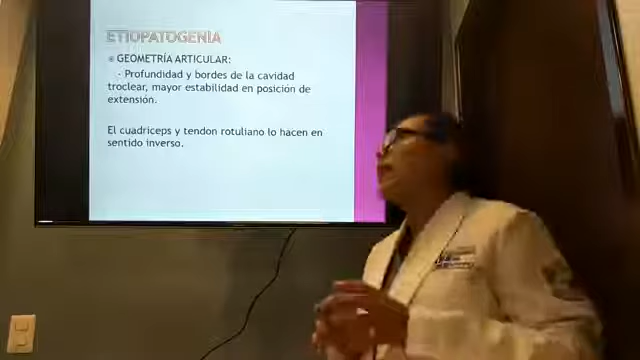 ETIOPATOGENIA
GEOMETRÍA ARTICULAR:
- Profundidad y bordes de la cavidad
troclear, mayor estabilidad en posición de
extensión.
El cuadriceps y tendon rotuliano lo hacen en
sentido inverso.